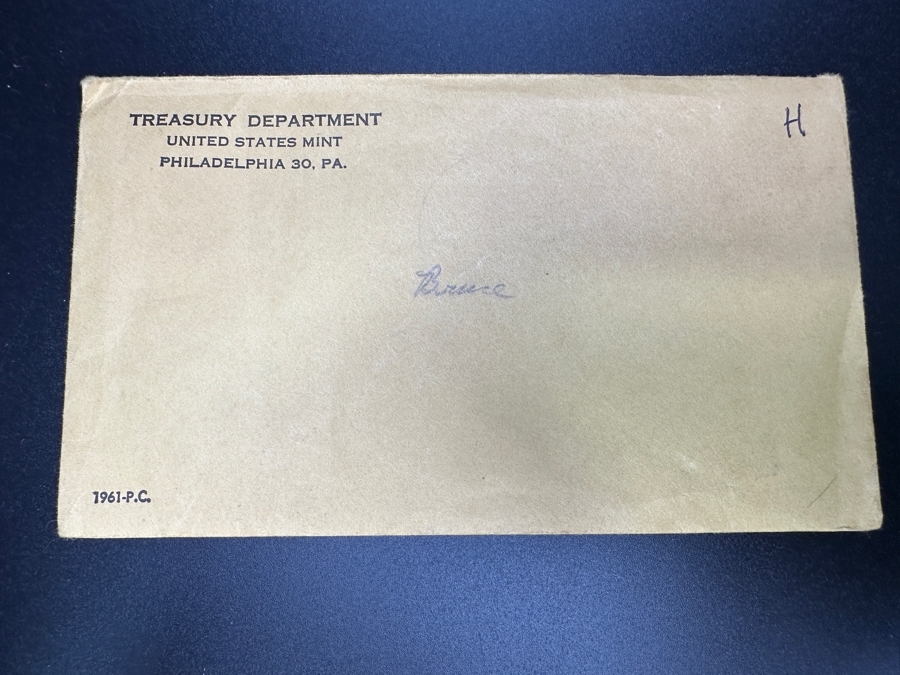 TREASURY DEPARTMENT
UNITED STATES MINT
PHILADELPHIA 30, PA.
H
Bruce
1961-P.C.